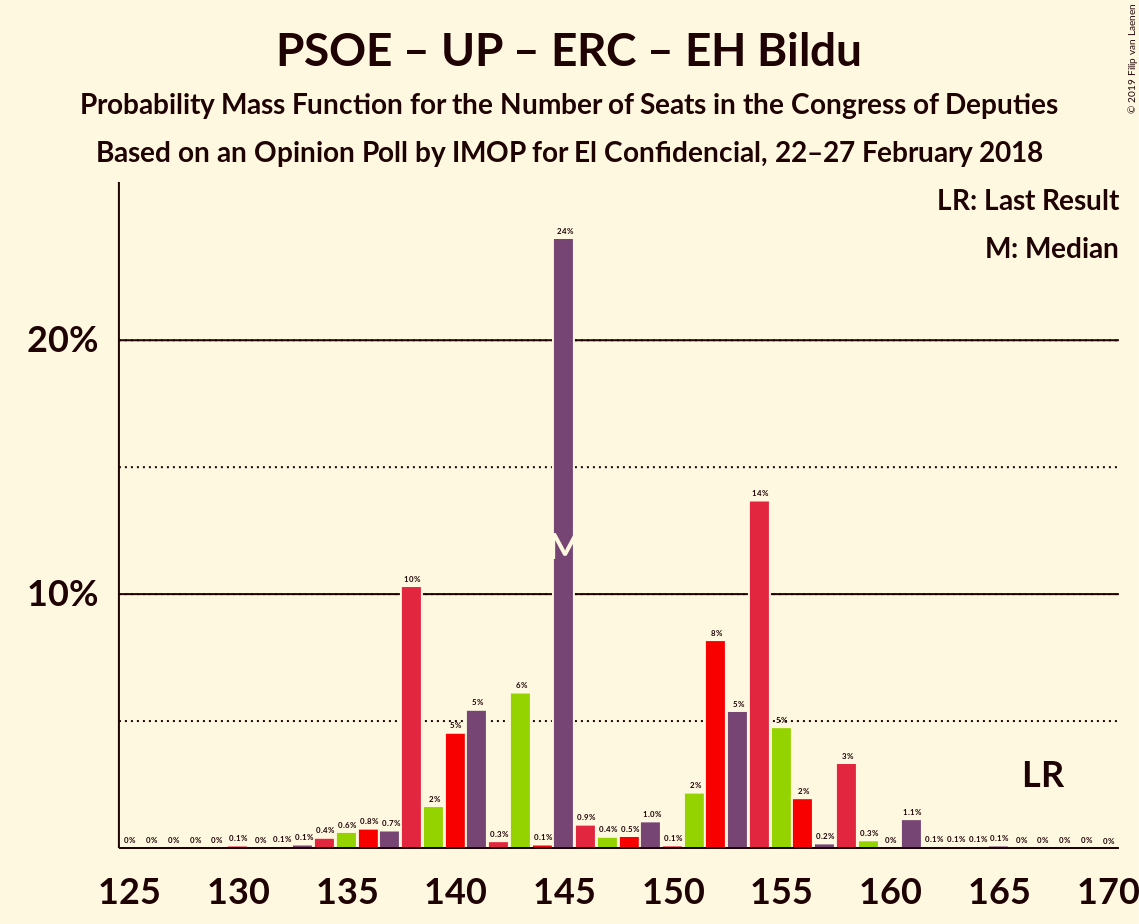 PSOE – UP – ERC – EH Bildu
Probability Mass Function for the Number of Seats in the Congress of Deputies
Based on an Opinion Poll by IMOP for El Confidencial, 22–27 February 2018
© 2019 Filip van Laenen
LR: Last Result
M: Median
20%
10%
0% 0% 0% 0% 0% 0.1% 0% 0.1% 0.1% 0.4% 0.6% 0.8% 0.7% 10% 2% 5% 5% 0.3% 6% 0.1% 24% 0.9% 0.4% 0.5% 1.0% 0.1% 2% 8% 5% 14% 5% 2% 0.2% 3% 0.3% 0% 1.1% 0.1% 0.1% 0.1% 0.1% 0% 0% 0% 0% 0%
M
LR
125 130 135 140 145 150 155 160 165 170